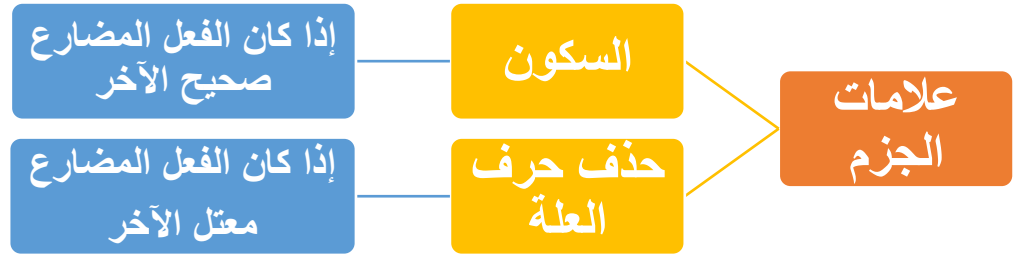 علامات
الجزم
السكون
إذا كان الفعل المضارع
صحيح الآخر
حذف حرف
العلة
إذا كان الفعل المضارع
معتل الآخر